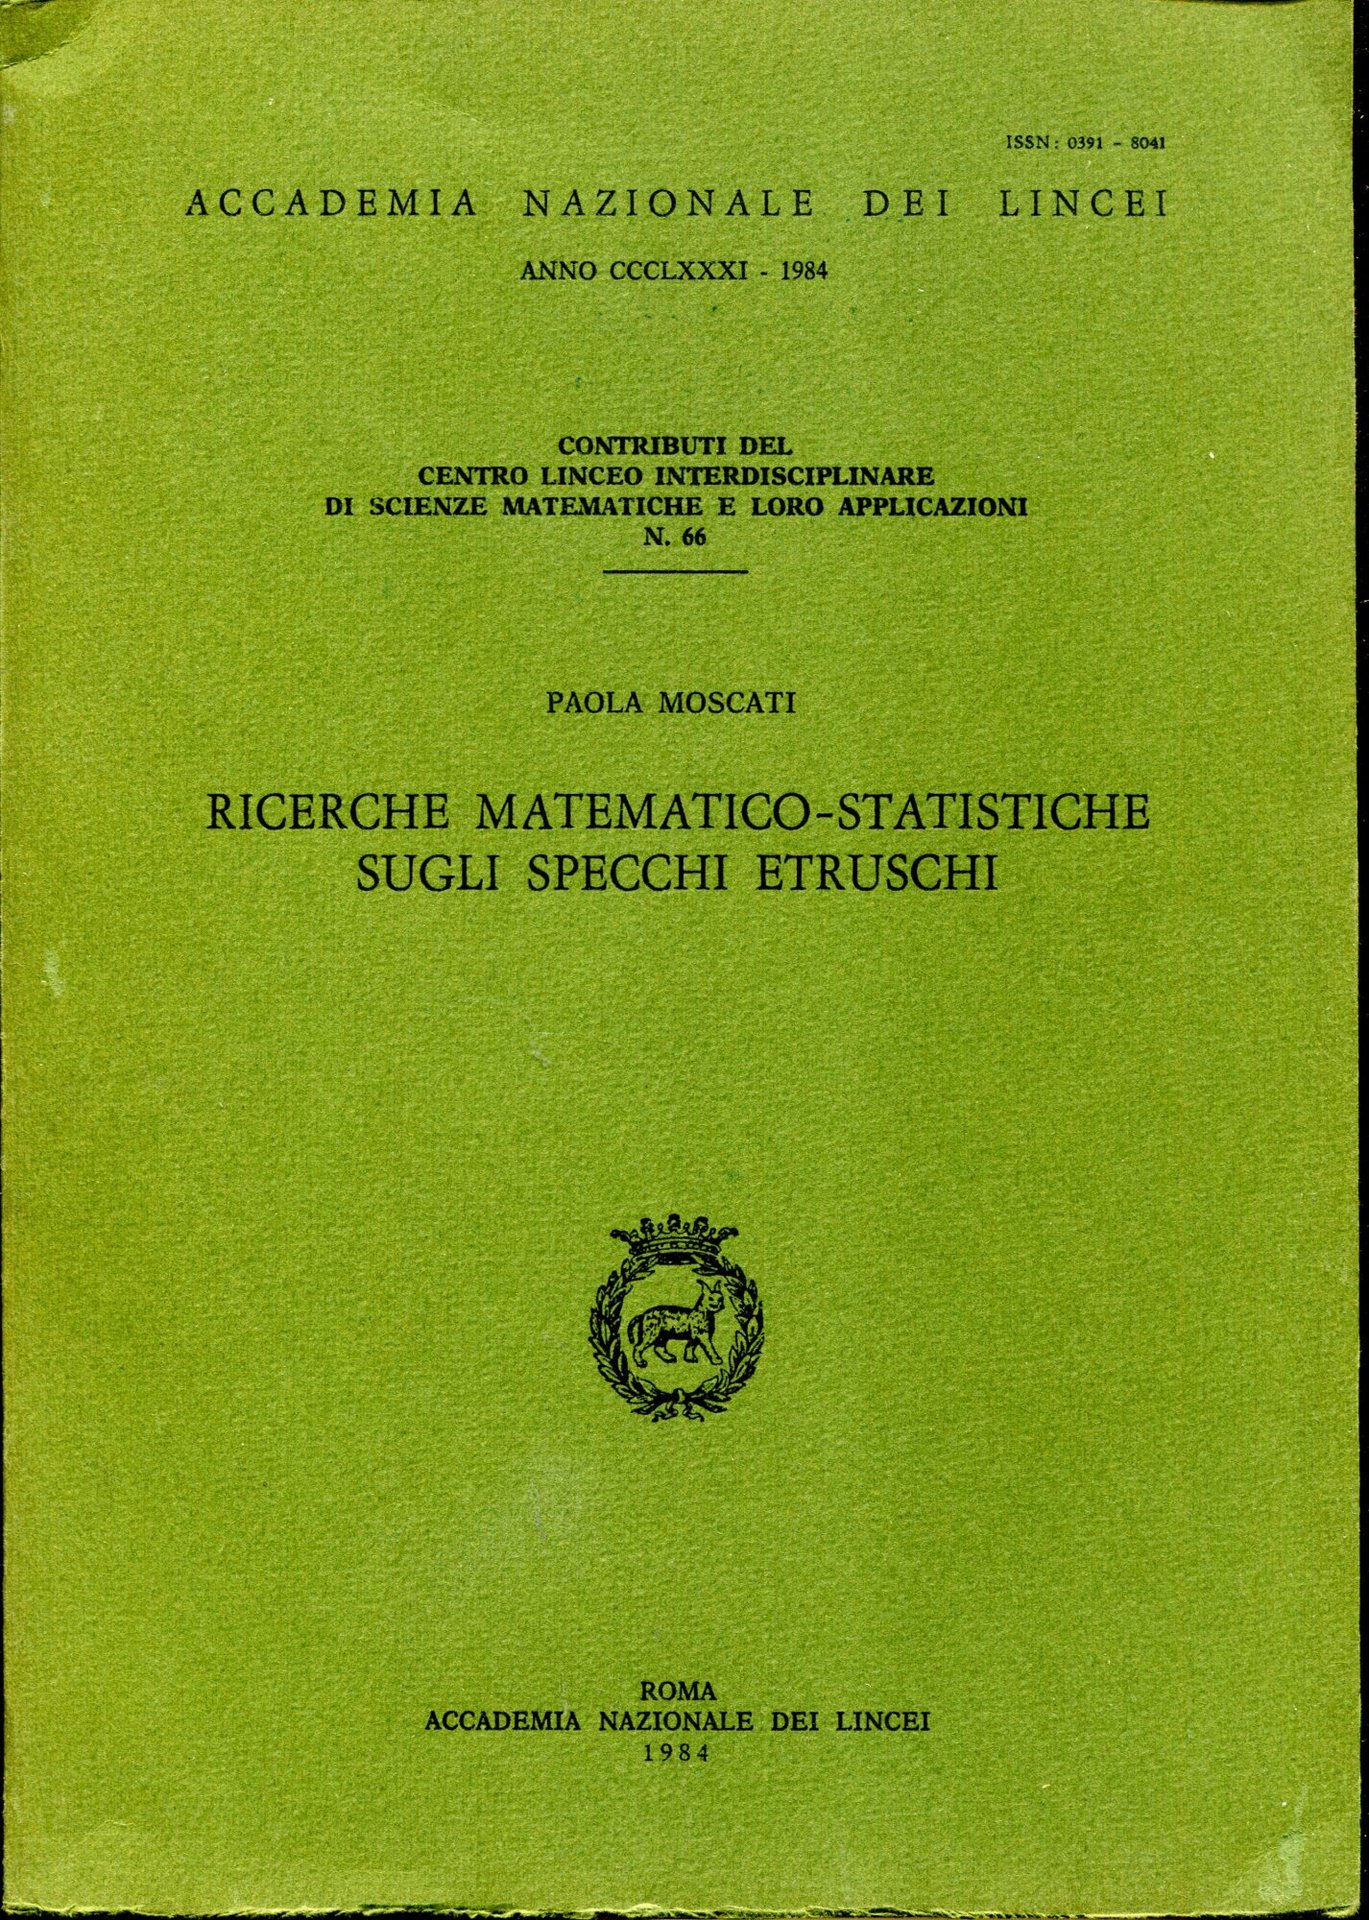 ISSN: 0391 - 8041
ACCADEMIA NAZIONALE DEI LINCEI
ANNO CCCLXXXI - 1984
CONTRIBUTI DEL
CENTRO LINCEO INTERDISCIPLINARE
DI SCIENZE MATEMATICHE E LORO APPLICAZIONI
N. 66
PAOLA MOSCATI
RICERCHE MATEMATICO-STATISTICHE
SUGLI SPECCHI ETRUSCHI
ROMA
ACCADEMIA NAZIONALE DEI LINCEI
1984